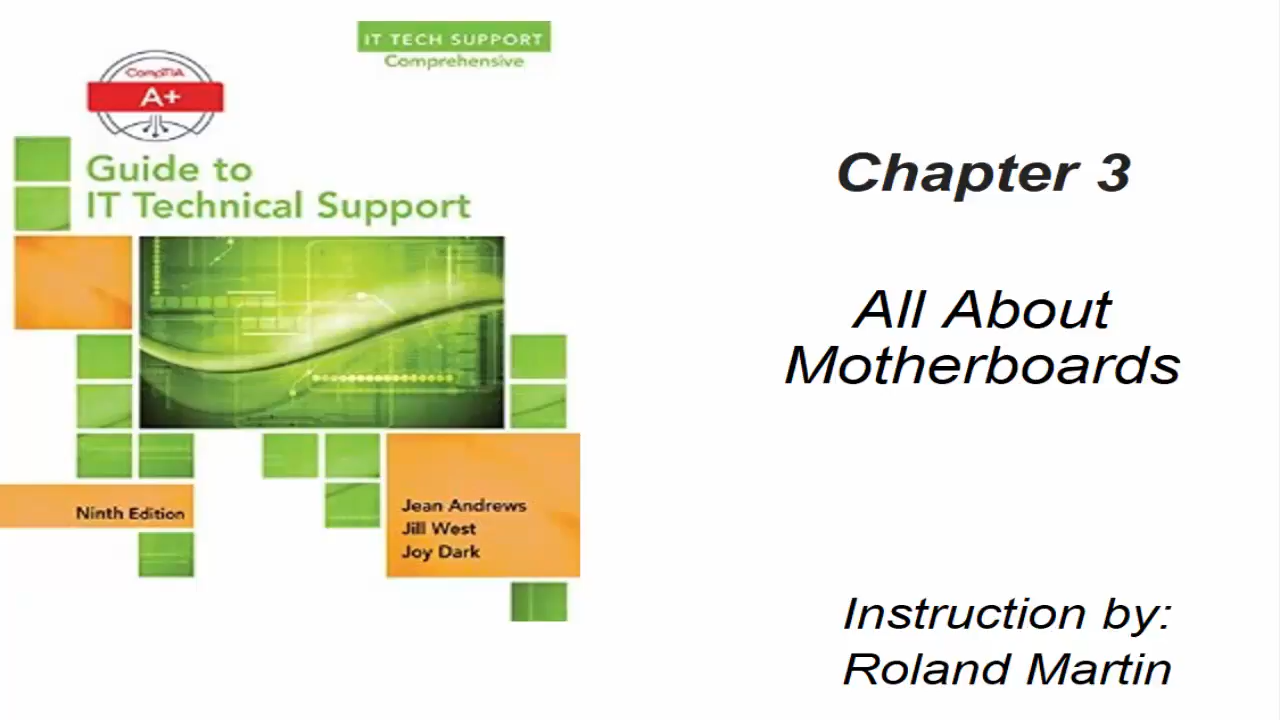 IT TECH SUPPORT
Comprehensive
CompTIA
A+
Guide to
IT Technical Support
Ninth Edition
Jean Andrews
Jill West
Joy Dark
Chapter 3
All About
Motherboards
Instruction by:
Roland Martin